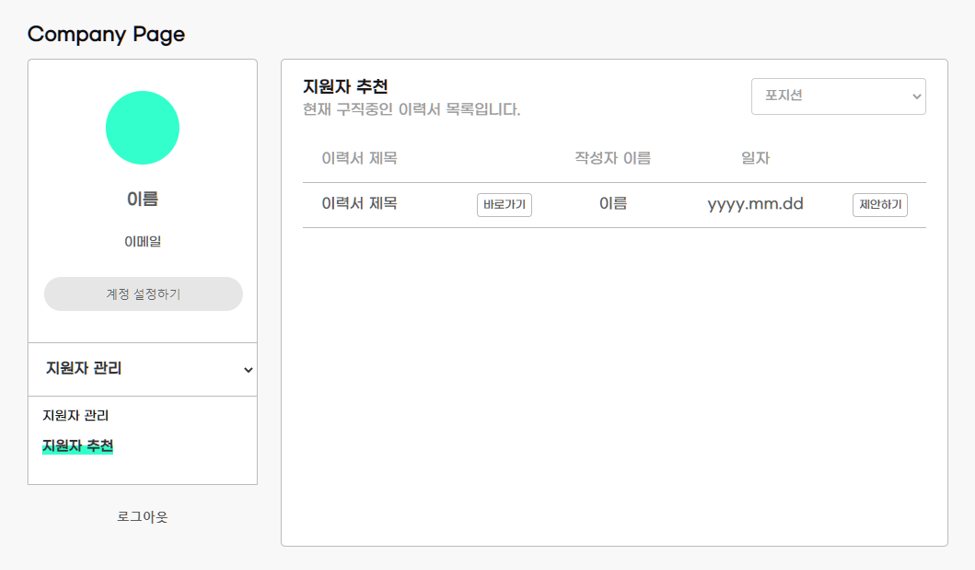 Company Page
이름
이메일
계정 설정하기
지원자 관리
지원자 관리
지원자 추천
로그아웃
지원자 추천
현재 구직중인 이력서 목록입니다.
포지션
이력서 제목 작성자 이름 일자
이력서 제목 바로가기 이름 yyyy.mm.dd 제안하기